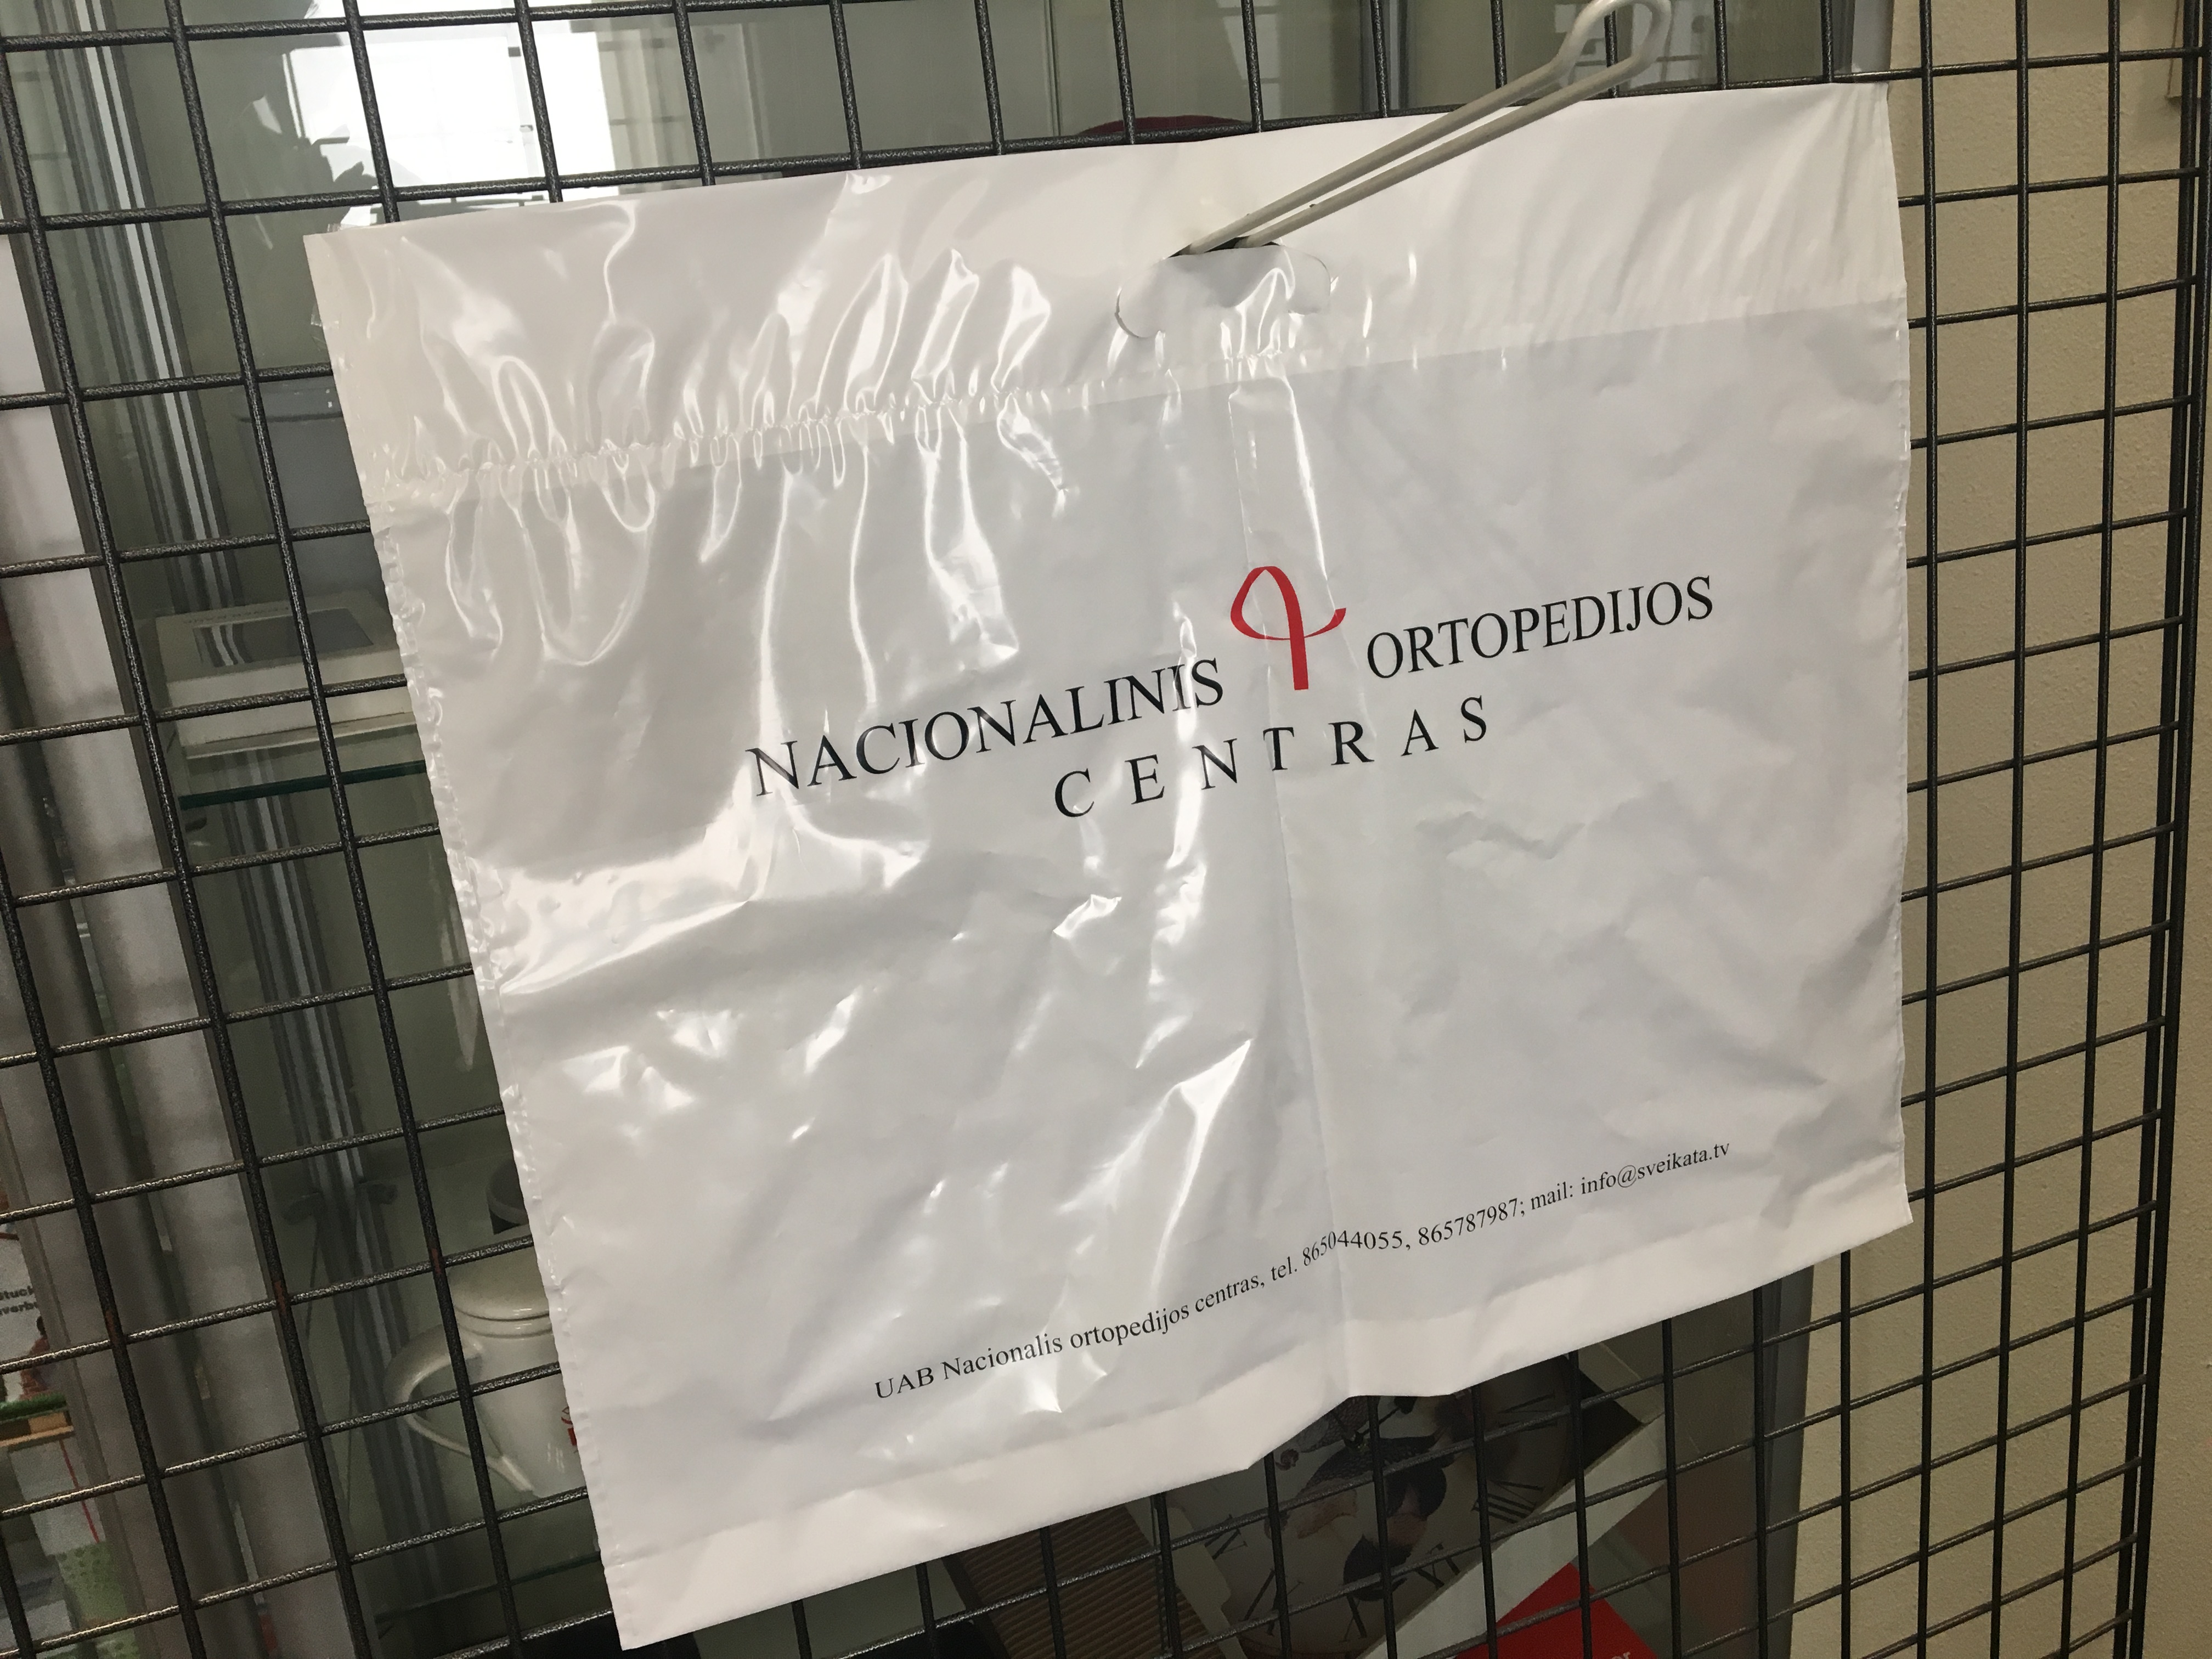 NACIONALINIS ORTOPEDIJOS
CENTRAS
UAB Nacionalis ortopedijos centras, tel. 865044055, 865787987; mail: info@sveikata.tv